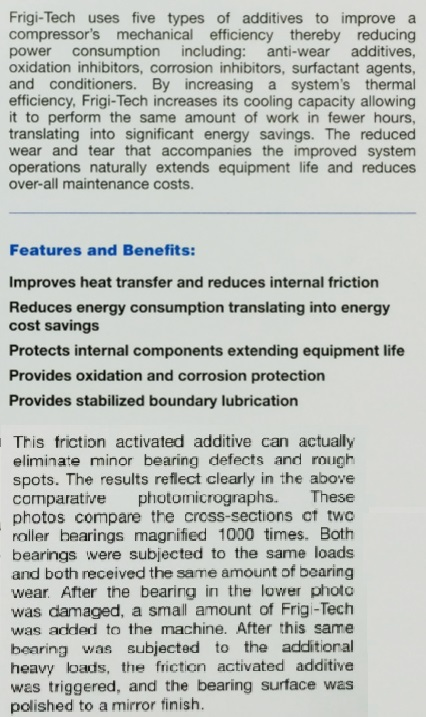 Frigi-Tech uses five types of additives to improve a
compressor's mechanical efficiency thereby reducing
power consumption including: anti-wear additives,
oxidation inhibitors, corrosion inhibitors, surfactant agents,
and conditioners. By increasing a system's thermal
efficiency, Frigi-Tech increases its cooling capacity allowing
it to perform the same amount of work in fewer hours,
translating into significant energy savings. The reduced
wear and tear that accompanies the improved system
operations naturally extends equipment life and reduces
over-all maintenance costs.
Features and Benefits:
Improves heat transfer and reduces internal friction
Reduces energy consumption translating into energy
cost savings
Protects internal components extending equipment life
Provides oxidation and corrosion protection
Provides stabilized boundary lubrication
This friction activated additive can actually
eliminate minor bearing defects and rough
spots. The results reflect clearly in the above
comparative photomicrographs. These
photos compare the cross-sections of two
roller bearings magnified 1000 times. Both
bearings were subjected to the same loads
and both received the same amount of bearing
wear. After the bearing in the lower photo
was damaged, a small amount of Frigi-Tech
was added to the machine. After this same
bearing was subjected to the additional
heavy loads, the friction activated additive
was triggered, and the bearing surface was
polished to a mirror finish.